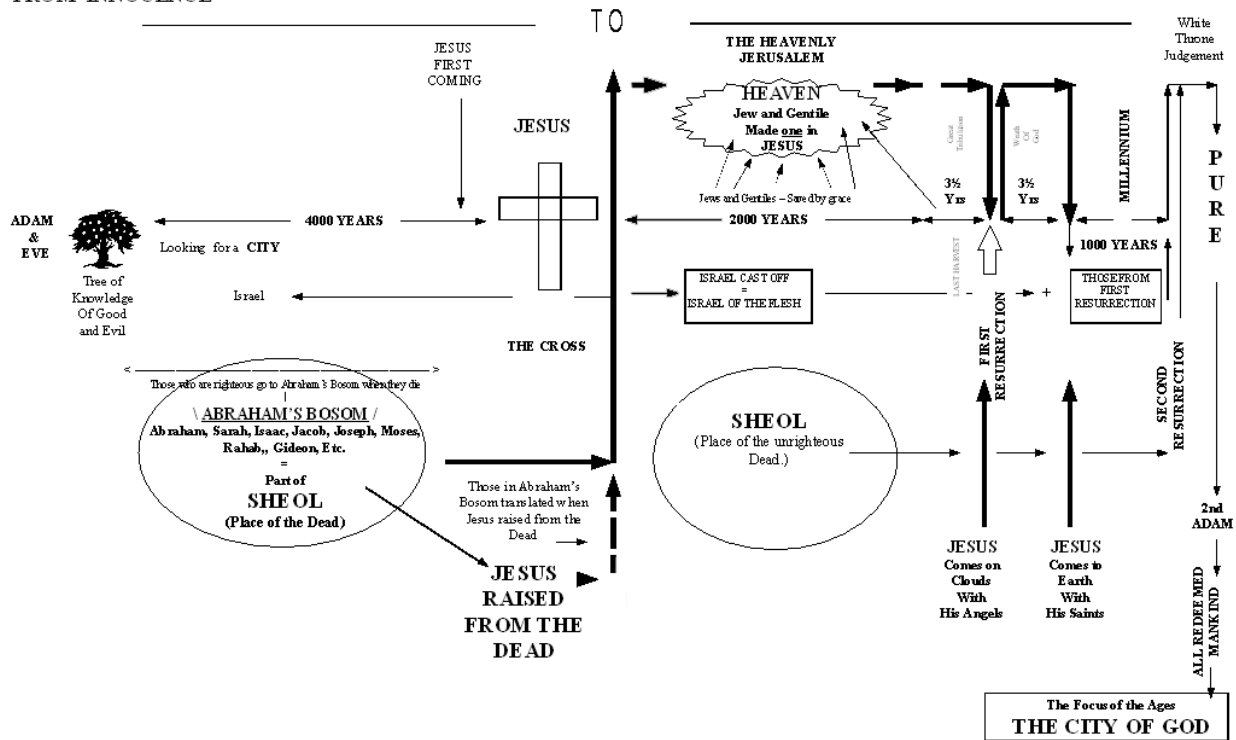 FROM INNOCENCE
TO
JESUS
FIRST
COMING
THE HEAVENLY
JERUSALEM
White
Throne
Judgement
HEAVEN
Jew and Gentile
Made one in
JESUS
JESUS
Great
Tribulation
Wrath
Of
God
3½
Yrs
3½
Yrs
MILLENNIUM
PURE
Jews and Gentiles – Saved by grace
ADAM
&
EVE
4000 YEARS
2000 YEARS
1000 YEARS
Looking for a CITY
Tree of
Knowledge
Of Good
and Evil
Israel
ISRAEL CAST OFF
=
ISRAEL OF THE FLESH
LAST HARVEST
+
THOSE FROM
FIRST
RESURRECTION
THE CROSS
FIRST
RESURRECTION
SECOND
RESURRECTION
< >
Those who are righteous go to Abraham's Bosom when they die
|
\ ABRAHAM'S BOSOM /
Abraham, Sarah, Isaac, Jacob, Joseph, Moses,
Rahab,, Gideon, Etc.
=
Part of
SHEOL
(Place of the Dead)
SHEOL
(Place of the unrighteous
Dead.)
Those in Abraham's
Bosom translated when
Jesus raised from the
Dead
JESUS
RAISED
FROM THE
DEAD
JESUS
Comes on
Clouds
With
His Angels
JESUS
Comes to
Earth
With
His Saints
2nd
ADAM
ALL REDEEMED
MANKIND
The Focus of the Ages
THE CITY OF GOD